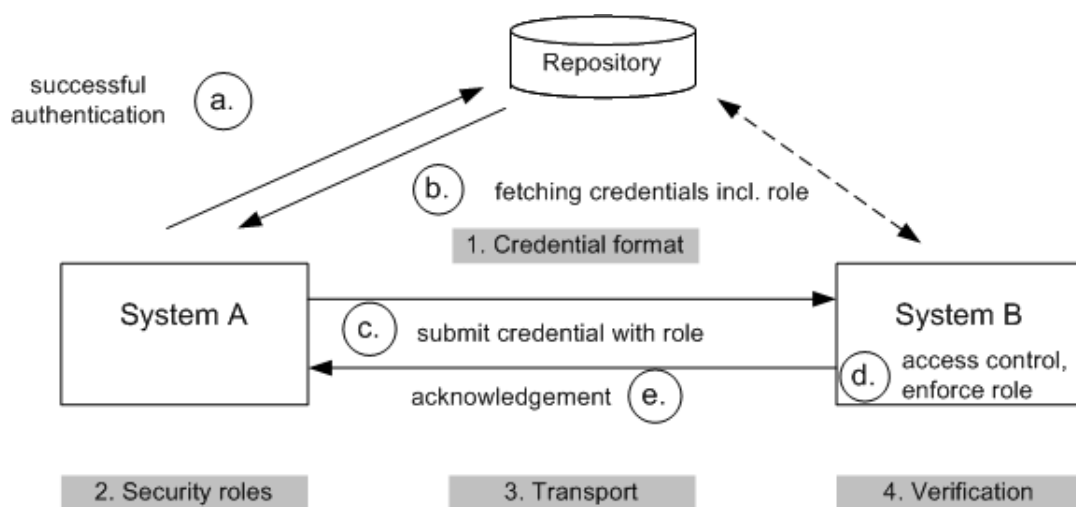 Repository
successful
authentication
a.
b.
fetching credentials incl. role
1. Credential format
System A
System B
c.
submit credential with role
d.
access control,
enforce role
acknowledgement
e.
2. Security roles
3. Transport
4. Verification